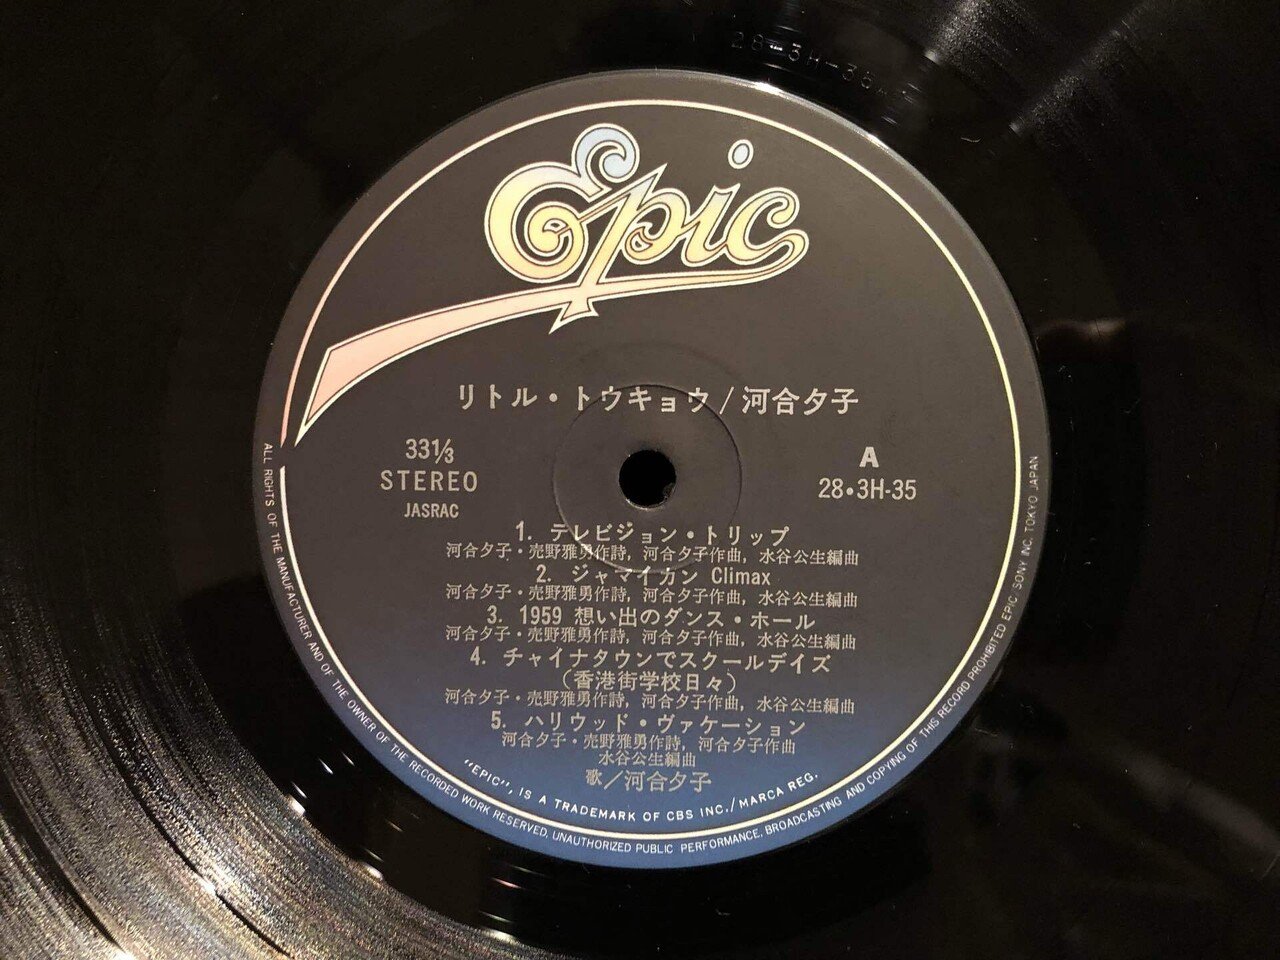 28-3H-35
Epic
リトル・トウキョウ/河合夕子
33⅓
STEREO
JASRAC
A
28・3H-35
1. テレビジョン・トリップ
河合夕子・売野雅勇作詩, 河合夕子作曲, 水谷公生編曲
2. ジャマイカン Climax
河合夕子・売野雅勇作詩, 河合夕子作曲, 水谷公生編曲
3. 1959 想い出のダンス・ホール
河合夕子・売野雅勇作詩, 河合夕子作曲, 水谷公生編曲
4. チャイナタウンでスクールデイズ
(香港街学校日々)
河合夕子・売野雅勇作詩, 河合夕子作曲, 水谷公生編曲
5. ハリウッド・ヴァケーション
河合夕子・売野雅勇作詩, 河合夕子作曲
水谷公生編曲
歌/河合夕子
"EPIC", IS A TRADEMARK OF CBS INC./MARCA REG.
ALL RIGHTS OF THE MANUFACTURER AND OF THE OWNER OF THE RECORDED WORK RESERVED. UNAUTHORIZED PUBLIC PERFORMANCE, BROADCASTING AND COPYING OF THIS RECORD PROHIBITED EPIC/SONY INC. TOKYO JAPAN